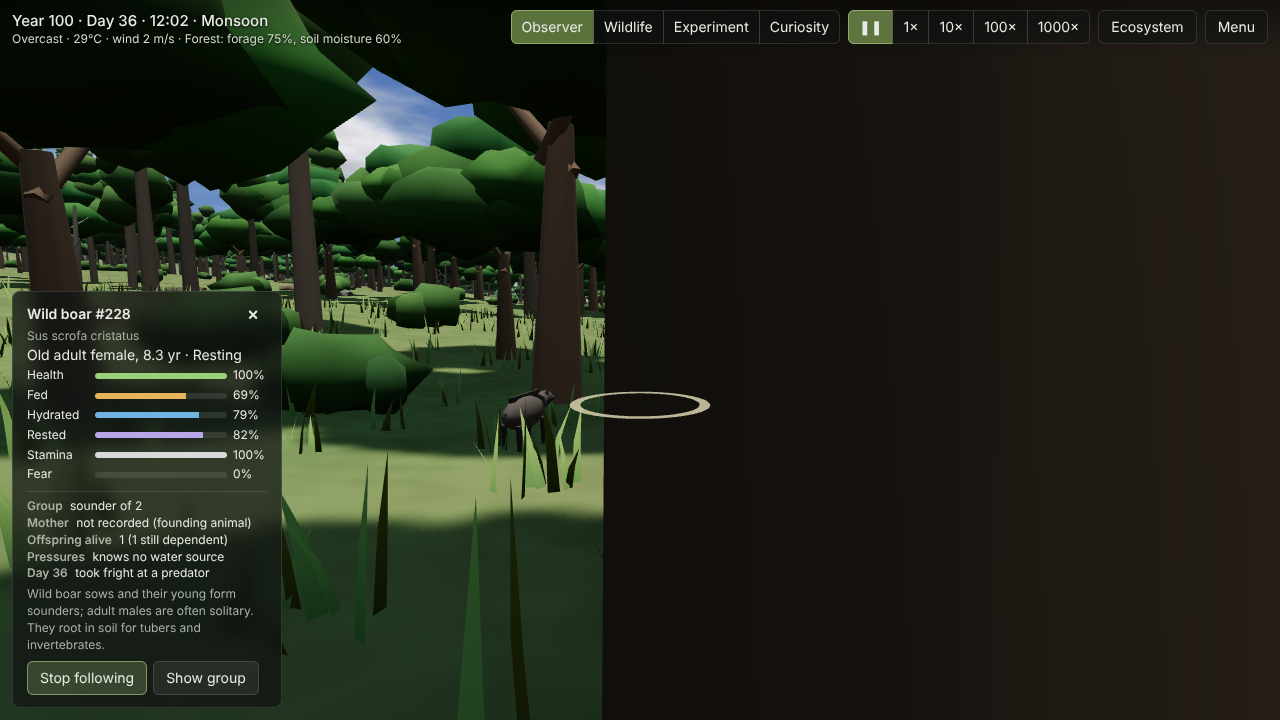 Year 100 · Day 36 · 12:02 · Monsoon
Overcast · 29°C · wind 2 m/s · Forest: forage 75%, soil moisture 60%
Observer Wildlife Experiment Curiosity
❚❚ 1× 10× 100× 1000× Ecosystem Menu
Wild boar #228 ×
Sus scrofa cristatus
Old adult female, 8.3 yr · Resting
Health 100%
Fed 69%
Hydrated 79%
Rested 82%
Stamina 100%
Fear 0%
Group sounder of 2
Mother not recorded (founding animal)
Offspring alive 1 (1 still dependent)
Pressures knows no water source
Day 36 took fright at a predator
Wild boar sows and their young form
sounders; adult males are often solitary.
They root in soil for tubers and
invertebrates.
Stop following Show group